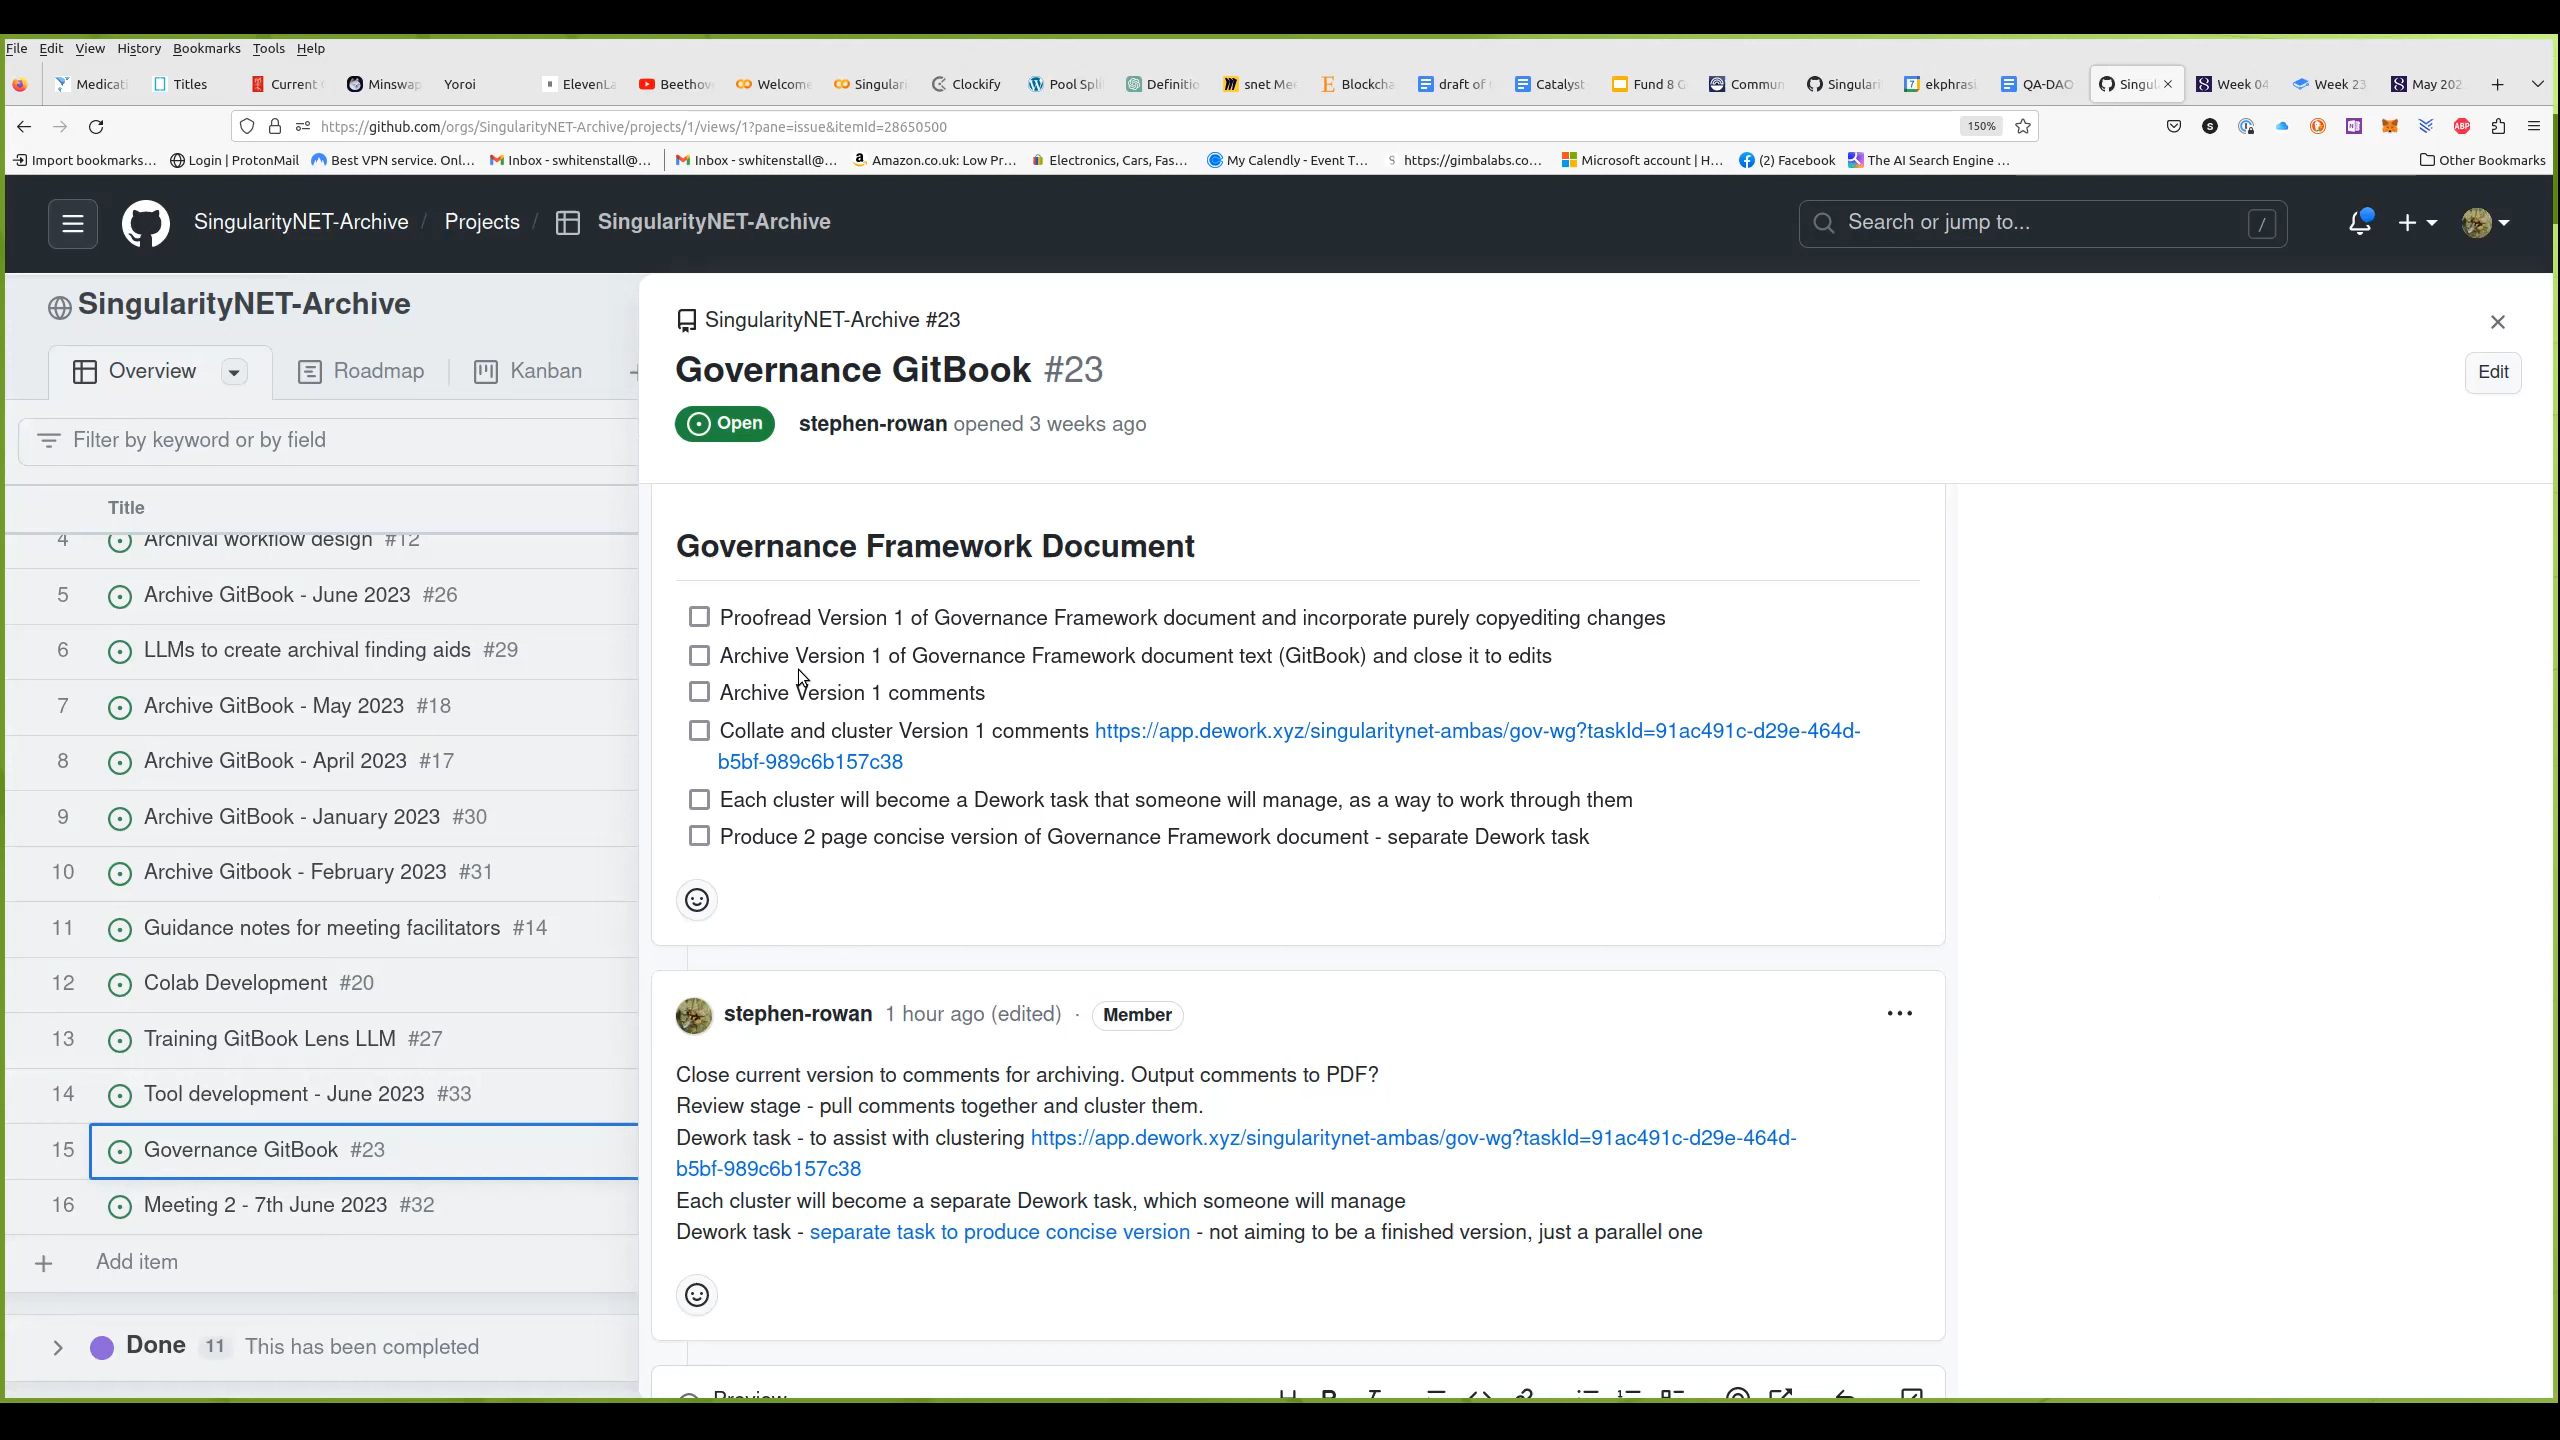 File Edit View History Bookmarks Tools Help
Medicati Titles Current Minswap Yoroi ElevenLa Beethov Welcome Singulari Clockify Pool Spli Definitio snet Mee Blockcha draft of Catalyst Fund 8 Commun Singulari ekphrasi QA-DAO Singul Week 04 Week 23 May 202
https://github.com/orgs/SingularityNET-Archive/projects/1/views/1?pane=issue&itemId=28650500 150%
Import bookmarks... Login | ProtonMail Best VPN service. Onl... Inbox - swhitenstall@... Inbox - swhitenstall@... Amazon.co.uk: Low Pr... Electronics, Cars, Fas... My Calendly - Event T... https://gimbalabs.co... Microsoft account | H... (2) Facebook The AI Search Engine ... Other Bookmarks
SingularityNET-Archive / Projects / SingularityNET-Archive Search or jump to... /
SingularityNET-Archive
Overview Roadmap Kanban
Filter by keyword or by field
Title
4 Archival workflow design #12
5 Archive GitBook - June 2023 #26
6 LLMs to create archival finding aids #29
7 Archive GitBook - May 2023 #18
8 Archive GitBook - April 2023 #17
9 Archive GitBook - January 2023 #30
10 Archive Gitbook - February 2023 #31
11 Guidance notes for meeting facilitators #14
12 Colab Development #20
13 Training GitBook Lens LLM #27
14 Tool development - June 2023 #33
15 Governance GitBook #23
16 Meeting 2 - 7th June 2023 #32
+ Add item
Done 11 This has been completed
SingularityNET-Archive #23
Governance GitBook #23
Edit
Open stephen-rowan opened 3 weeks ago
Governance Framework Document
Proofread Version 1 of Governance Framework document and incorporate purely copyediting changes
Archive Version 1 of Governance Framework document text (GitBook) and close it to edits
Archive Version 1 comments
Collate and cluster Version 1 comments https://app.dework.xyz/singularitynet-ambas/gov-wg?taskId=91ac491c-d29e-464d-
b5bf-989c6b157c38
Each cluster will become a Dework task that someone will manage, as a way to work through them
Produce 2 page concise version of Governance Framework document - separate Dework task
stephen-rowan 1 hour ago (edited) · Member
Close current version to comments for archiving. Output comments to PDF?
Review stage - pull comments together and cluster them.
Dework task - to assist with clustering https://app.dework.xyz/singularitynet-ambas/gov-wg?taskId=91ac491c-d29e-464d-
b5bf-989c6b157c38
Each cluster will become a separate Dework task, which someone will manage
Dework task - separate task to produce concise version - not aiming to be a finished version, just a parallel one
Preview